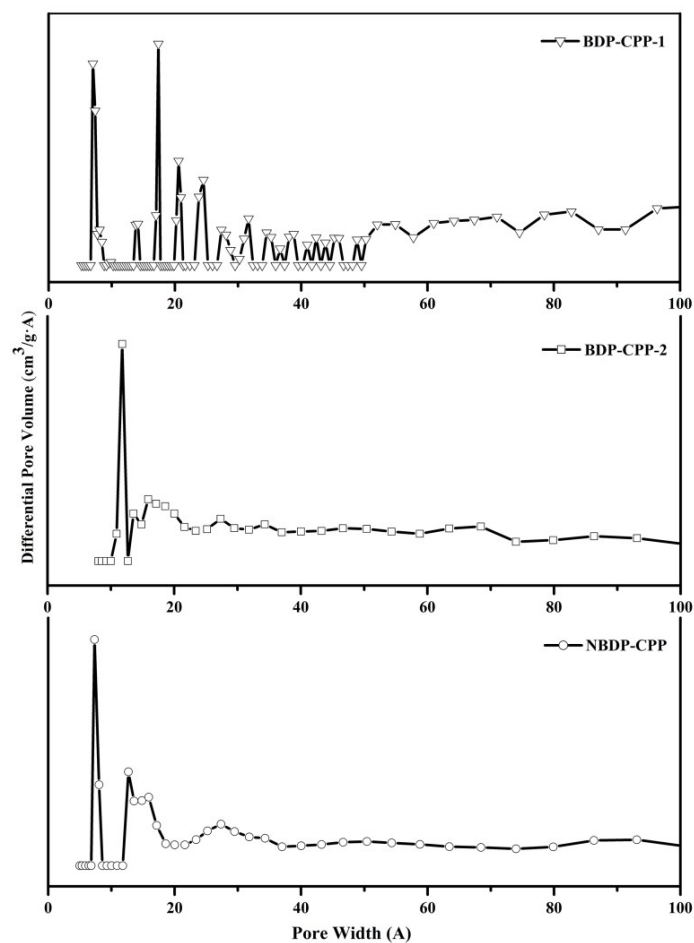 BDP-CPP-1
0 20 40 60 80 100
BDP-CPP-2
Differential Pore Volume (cm³/g·A)
0 20 40 60 80 100
NBDP-CPP
0 20 40 60 80 100
Pore Width (A)